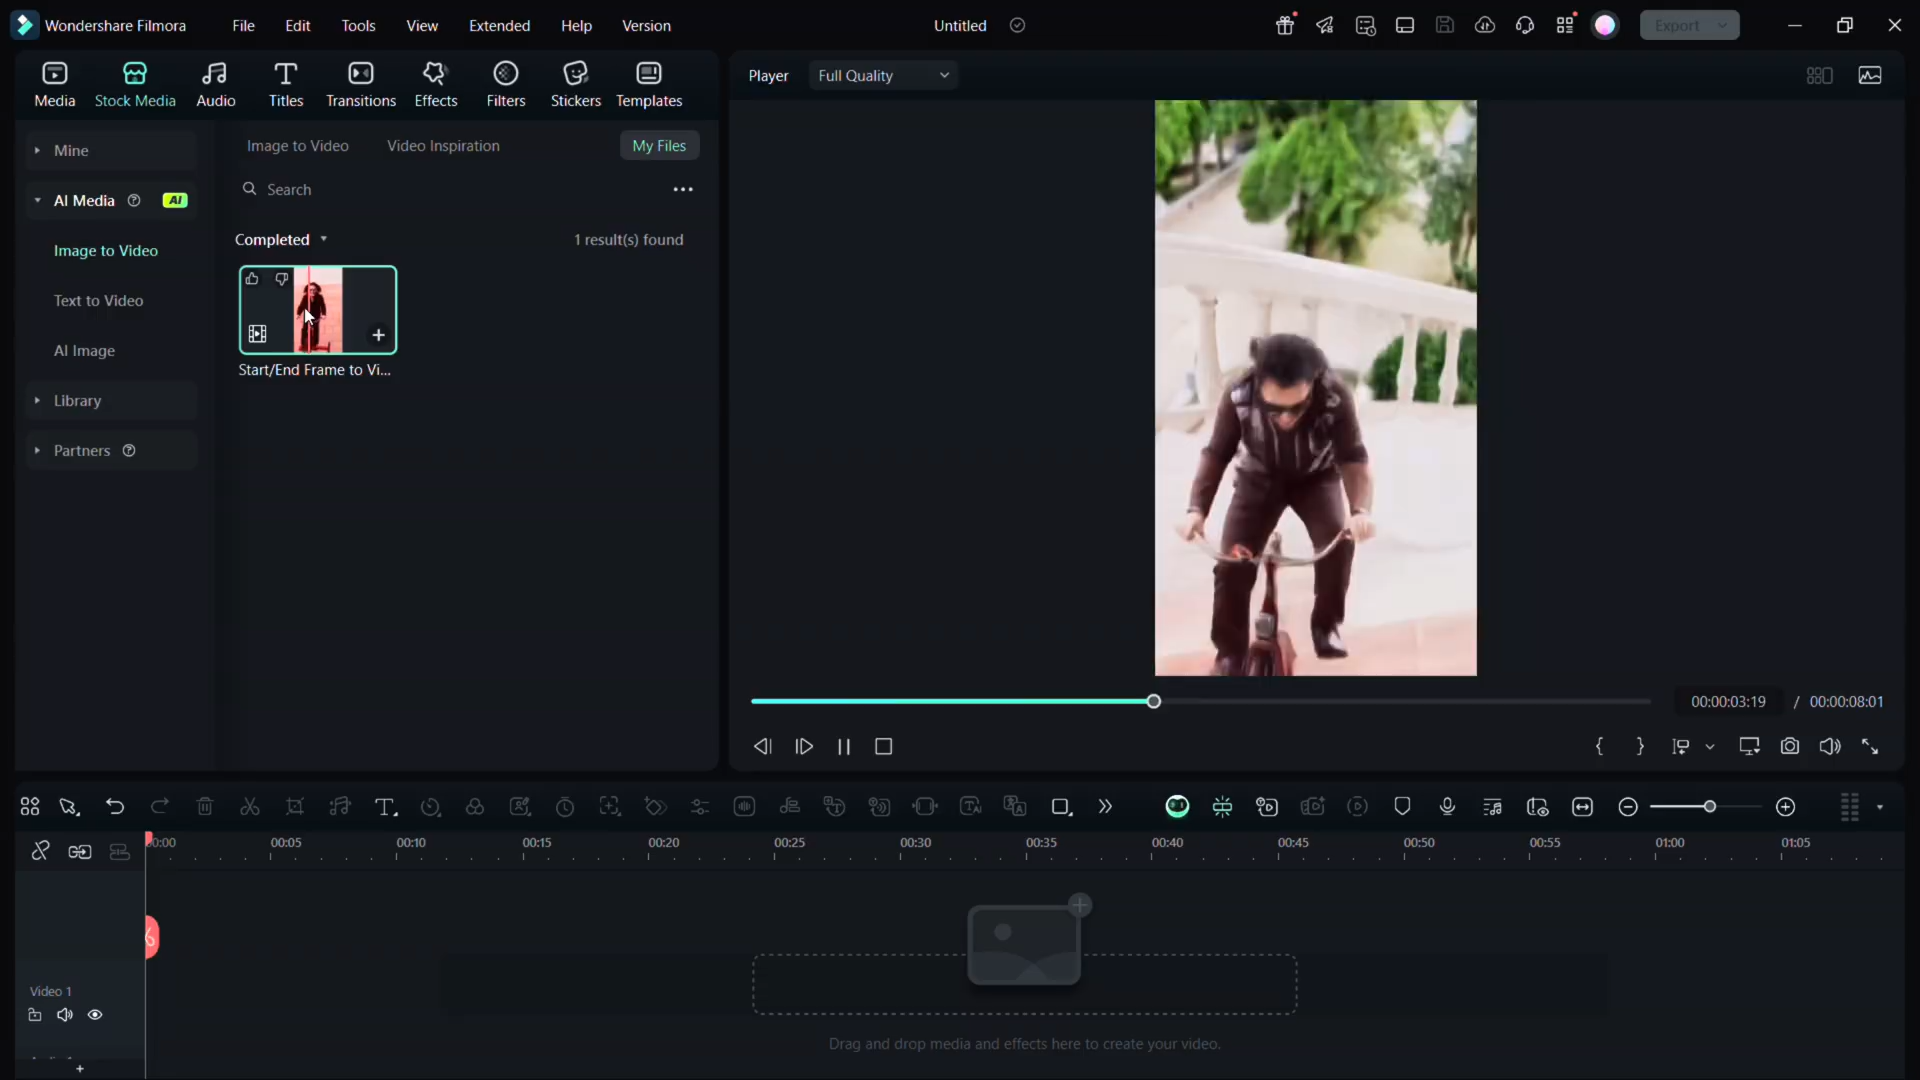 Wondershare Filmora File Edit Tools View Extended Help Version Untitled Export
Media Stock Media Audio Titles Transitions Effects Filters Stickers Templates
Player Full Quality
Mine
AI Media AI
Image to Video
Text to Video
AI Image
Library
Partners
Image to Video Video Inspiration My Files
Search
Completed 1 result(s) found
Start/End Frame to Vi...
00:00:03:19 / 00:00:08:01
00:05 00:10 00:15 00:20 00:25 00:30 00:35 00:40 00:45 00:50 00:55 01:00 01:05
Video 1
Drag and drop media and effects here to create your video.